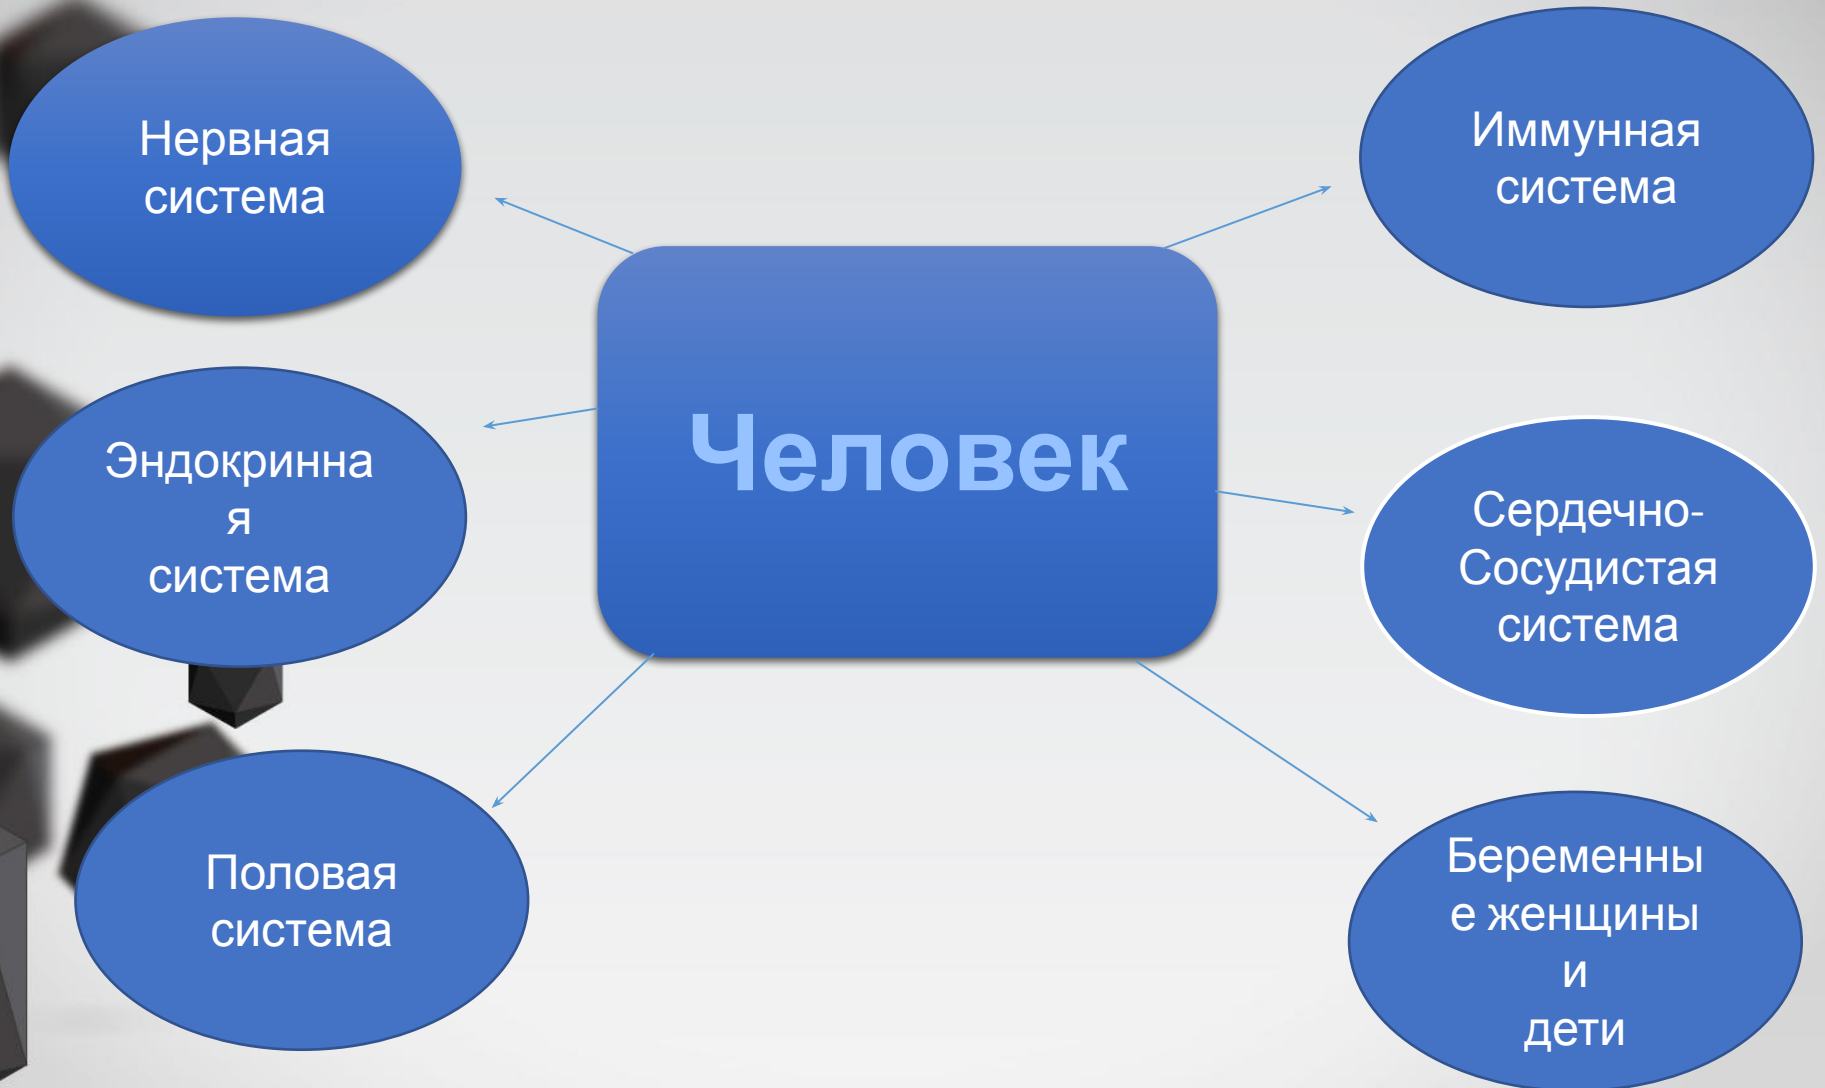 Нервная
система
Иммунная
система
Человек
Эндокринна
я
система
Сердечно-
Сосудистая
система
Половая
система
Беременны
е женщины
и
дети